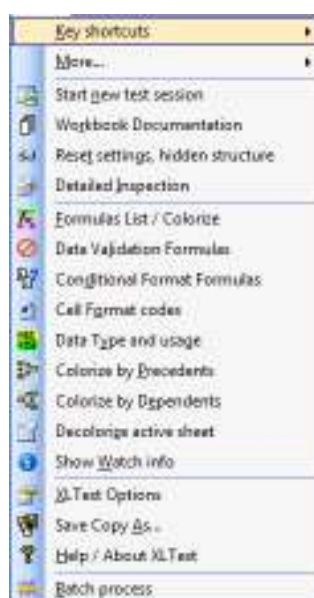 Key shortcuts
More...
Start new test session
Workbook Documentation
Reset settings, hidden structure
Detailed Inspection
Formulas List / Colorize
Data Validation Formulas
Conditional Format Formulas
Cell Format codes
Data Type and usage
Colorize by Precedents
Colorize by Dependents
Decolorize active sheet
Show Watch info
XLTest Options
Save Copy As...
Help / About XLTest
Batch process